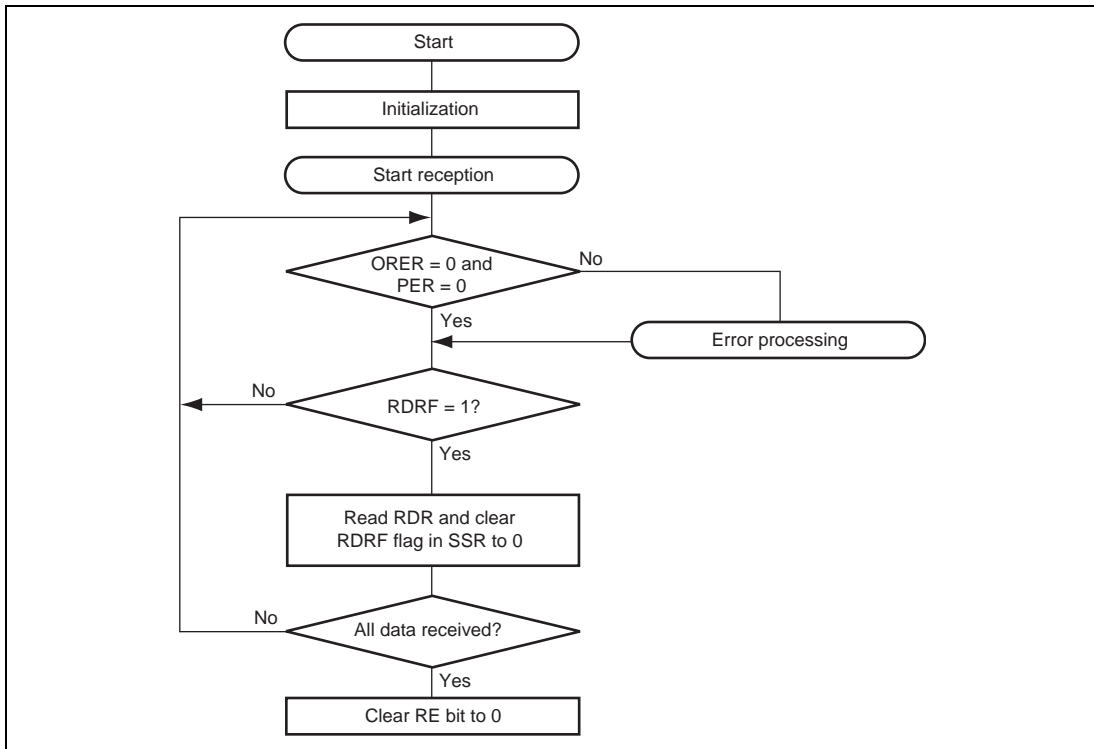 Start
Initialization
Start reception
ORER = 0 and
PER = 0
No
Yes
Error processing
No
RDRF = 1?
Yes
Read RDR and clear
RDRF flag in SSR to 0
No
All data received?
Yes
Clear RE bit to 0